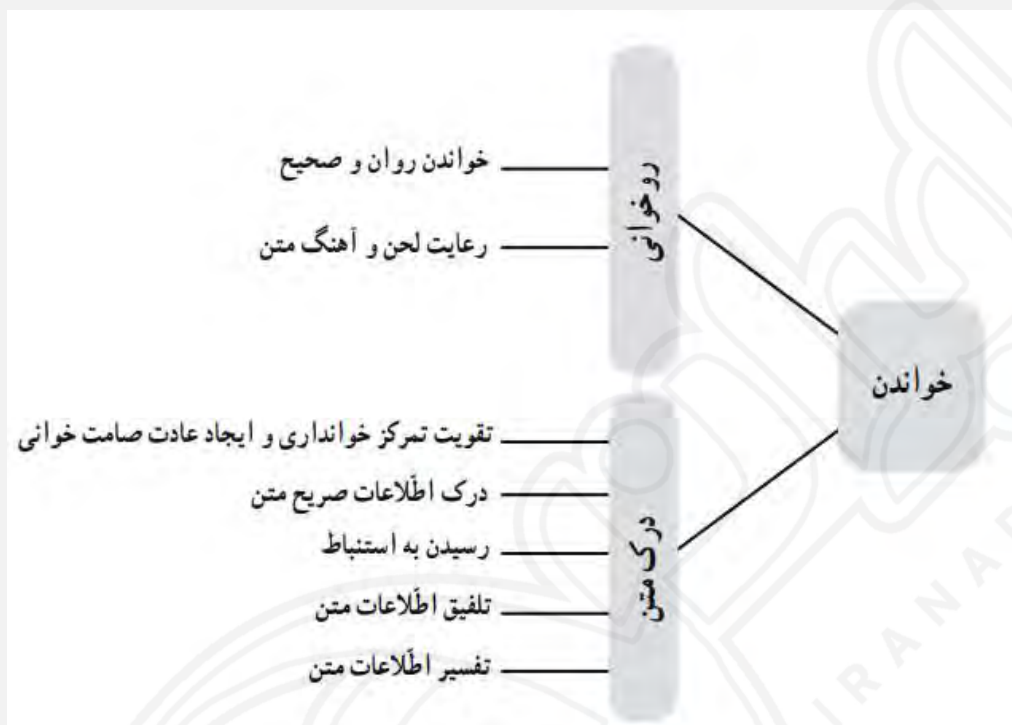 خواندن
روخوانی
خواندن روان و صحیح
رعایت لحن و آهنگ متن
درک متن
تقویت تمرکز خوانداری و ایجاد عادت صامت خوانی
درک اطّلاعات صریح متن
رسیدن به استنباط
تلفیق اطّلاعات متن
تفسیر اطّلاعات متن
IRANAR